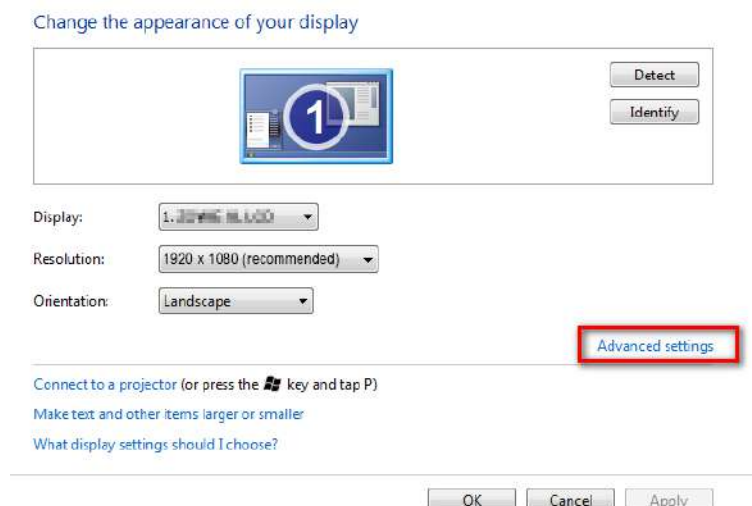 Change the appearance of your display
1
Detect
Identify
Display: 1.
Resolution: 1920 x 1080 (recommended)
Orientation: Landscape
Advanced settings
Connect to a projector (or press the key and tap P)
Make text and other items larger or smaller
What display settings should I choose?
OK Cancel Apply